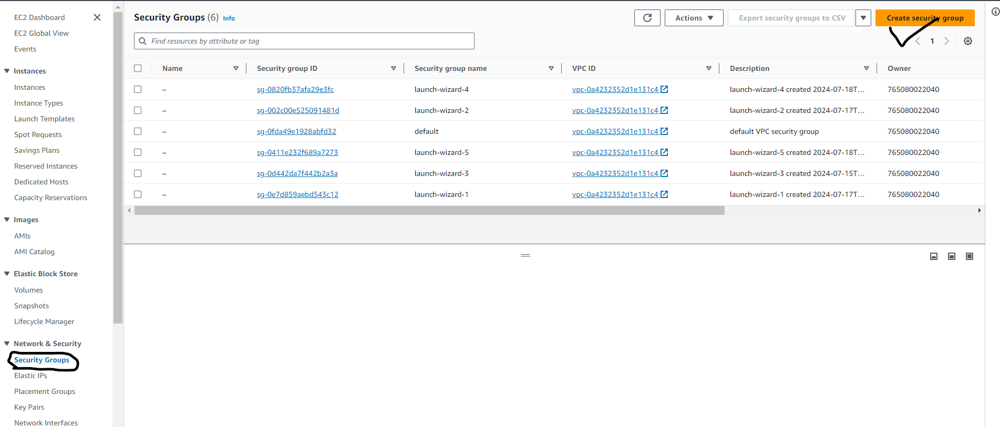 EC2 Dashboard
EC2 Global View
Events
Instances
Instances
Instance Types
Launch Templates
Spot Requests
Savings Plans
Reserved Instances
Dedicated Hosts
Capacity Reservations
Images
AMIs
AMI Catalog
Elastic Block Store
Volumes
Snapshots
Lifecycle Manager
Network & Security
Security Groups
Elastic IPs
Placement Groups
Key Pairs
Network Interfaces
Security Groups (6) Info
Actions
Export security groups to CSV
Create security group
Find resources by attribute or tag
1
Name Security group ID Security group name VPC ID Description Owner
– sg-0820fb37afa29e3fc launch-wizard-4 vpc-0a4232352d1e131c4 launch-wizard-4 created 2024-07-18T... 765080022040
– sg-002c00e525091481d launch-wizard-2 vpc-0a4232352d1e131c4 launch-wizard-2 created 2024-07-17T... 765080022040
– sg-0fda49e1928abfd32 default vpc-0a4232352d1e131c4 default VPC security group 765080022040
– sg-0411e232f689a7273 launch-wizard-5 vpc-0a4232352d1e131c4 launch-wizard-5 created 2024-07-18T... 765080022040
– sg-0d442da7f442b2a3a launch-wizard-3 vpc-0a4232352d1e131c4 launch-wizard-3 created 2024-07-15T... 765080022040
– sg-0e7d859aebd543c12 launch-wizard-1 vpc-0a4232352d1e131c4 launch-wizard-1 created 2024-07-17T... 765080022040